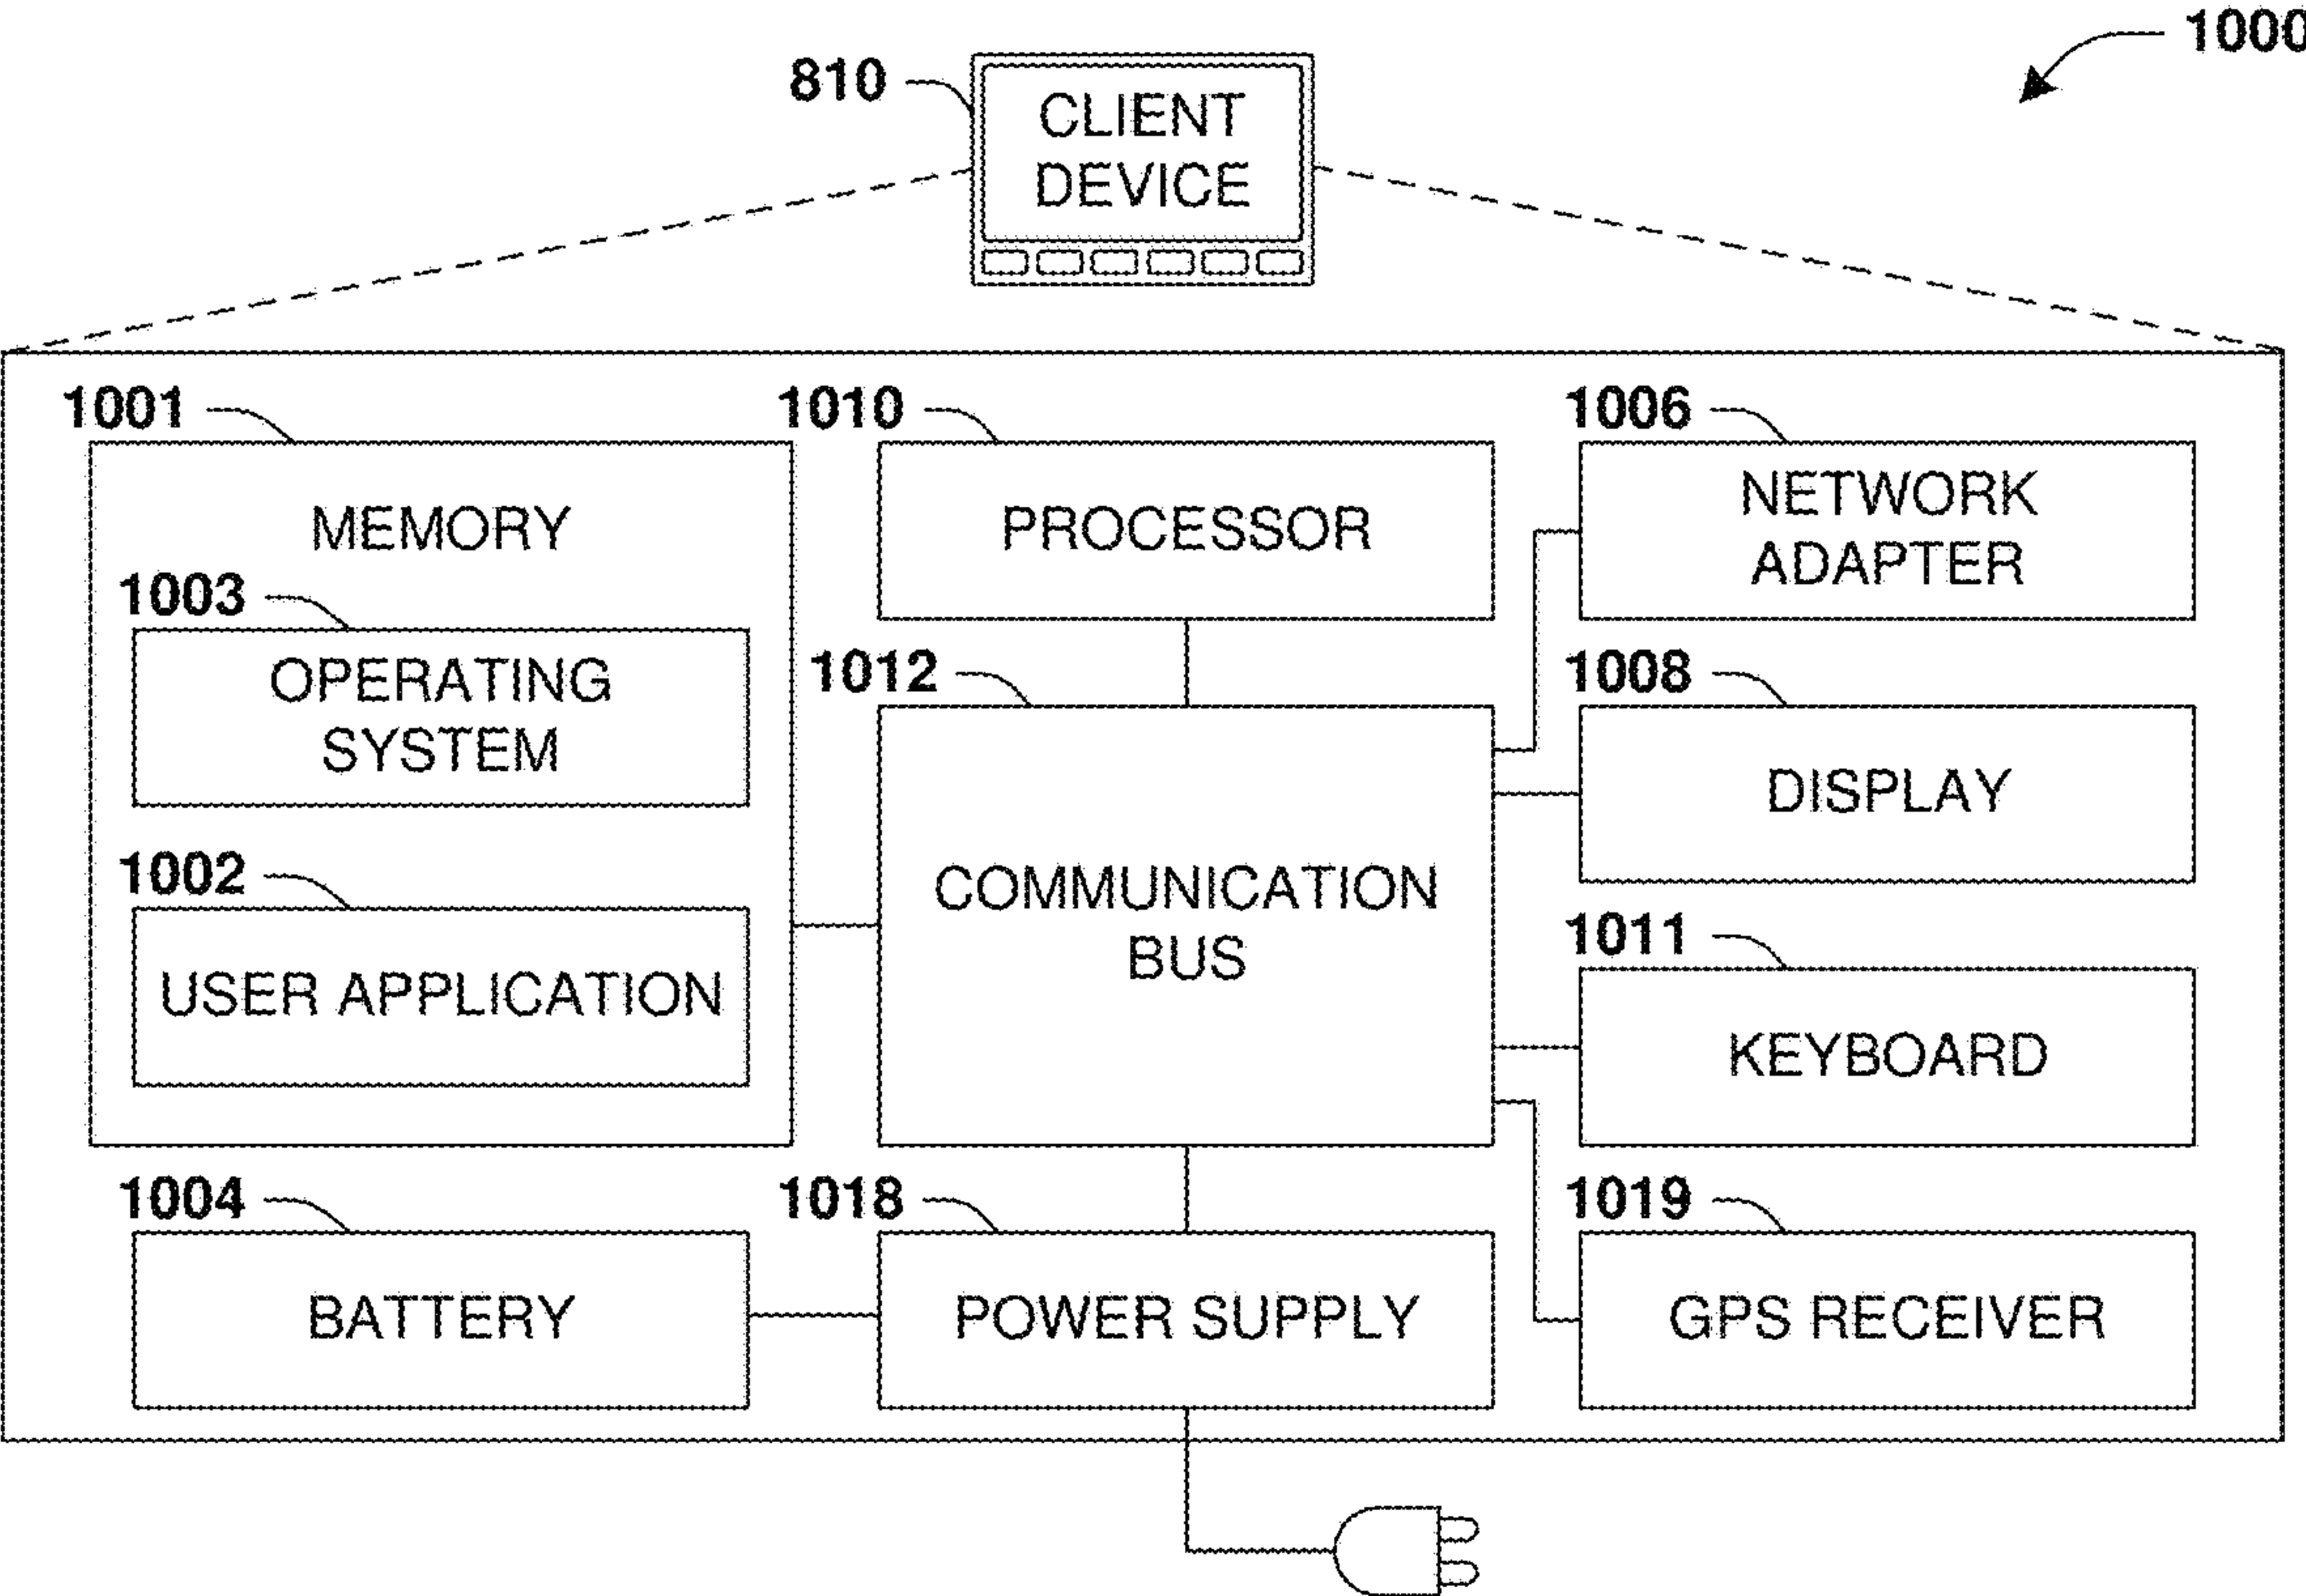 1000
810
CLIENT
DEVICE
1001
MEMORY
1003
OPERATING
SYSTEM
1002
USER APPLICATION
1004
BATTERY
1010
PROCESSOR
1012
COMMUNICATION
BUS
1018
POWER SUPPLY
1006
NETWORK
ADAPTER
1008
DISPLAY
1011
KEYBOARD
1019
GPS RECEIVER